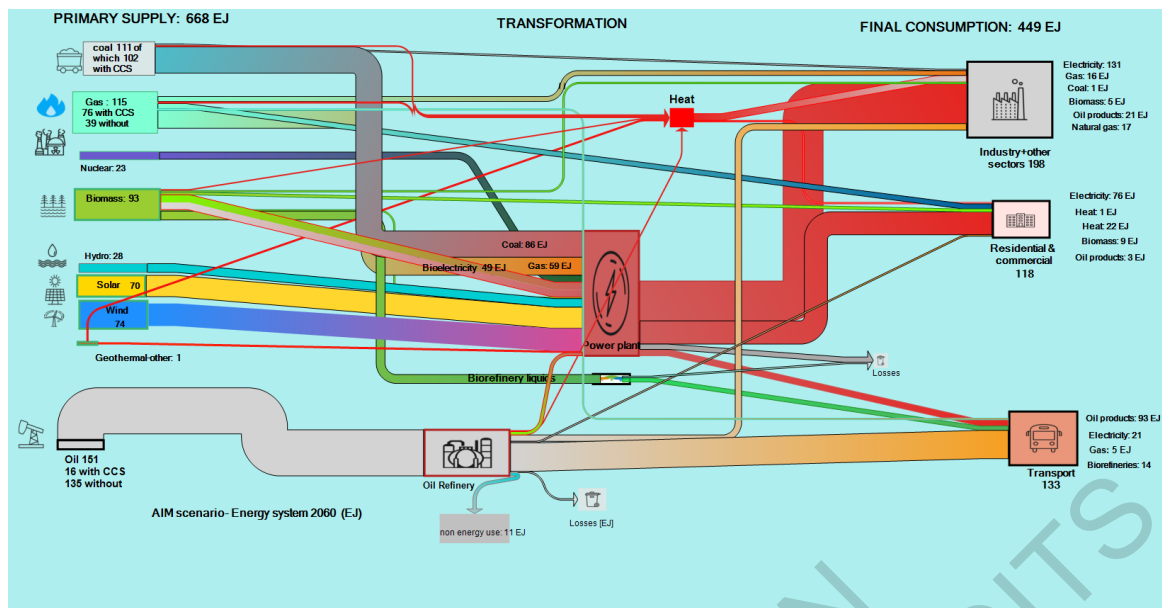 PRIMARY SUPPLY: 668 EJ
TRANSFORMATION
FINAL CONSUMPTION: 449 EJ
coal 111 of
which 102
with CCS
Gas : 115
76 with CCS
39 without
Nuclear: 23
Biomass: 93
Hydro: 28
Solar 70
Wind
74
Geothermal-other: 1
Oil 151
16 with CCS
135 without
Heat
Coal: 86 EJ
Bioelectricity 49 EJ
Gas: 59 EJ
Power plant
Biorefinery liquids
Losses
Oil Refinery
non energy use: 11 EJ
Losses [EJ]
Electricity: 131
Gas: 16 EJ
Coal: 1 EJ
Biomass: 5 EJ
Oil products: 21 EJ
Natural gas: 17
Industry+other
sectors 198
Electricity: 76 EJ
Heat: 1 EJ
Heat: 22 EJ
Biomass: 9 EJ
Oil products: 3 EJ
Residential &
commercial
118
Oil products: 93 EJ
Electricity: 21
Gas: 5 EJ
Biorefineries: 14
Transport
133
AIM scenario- Energy system 2060 (EJ)